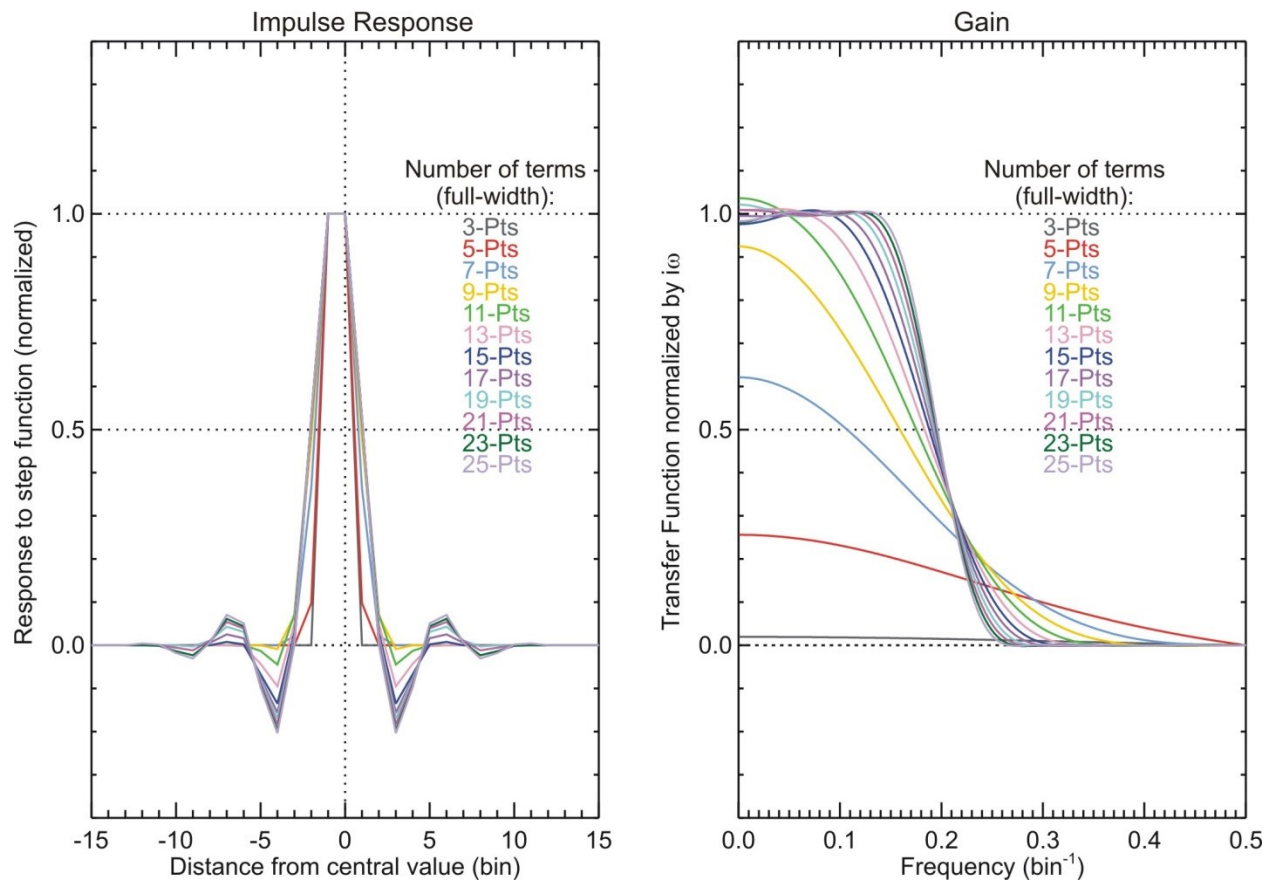 Impulse Response
Response to step function (normalized)
1.0
0.5
0.0
-15
-10
-5
0
5
10
15
Distance from central value (bin)
Number of terms
(full-width):
3-Pts
5-Pts
7-Pts
9-Pts
11-Pts
13-Pts
15-Pts
17-Pts
19-Pts
21-Pts
23-Pts
25-Pts
Gain
Transfer Function normalized by iω
1.0
0.5
0.0
0.0
0.1
0.2
0.3
0.4
0.5
Frequency (bin⁻¹)
Number of terms
(full-width):
3-Pts
5-Pts
7-Pts
9-Pts
11-Pts
13-Pts
15-Pts
17-Pts
19-Pts
21-Pts
23-Pts
25-Pts